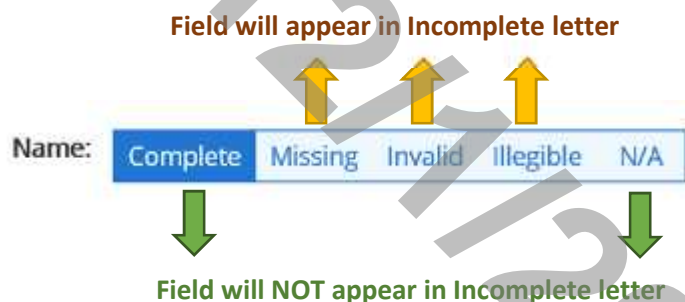 Field will appear in Incomplete letter
Name: Complete Missing Invalid Illegible N/A
Field will NOT appear in Incomplete letter